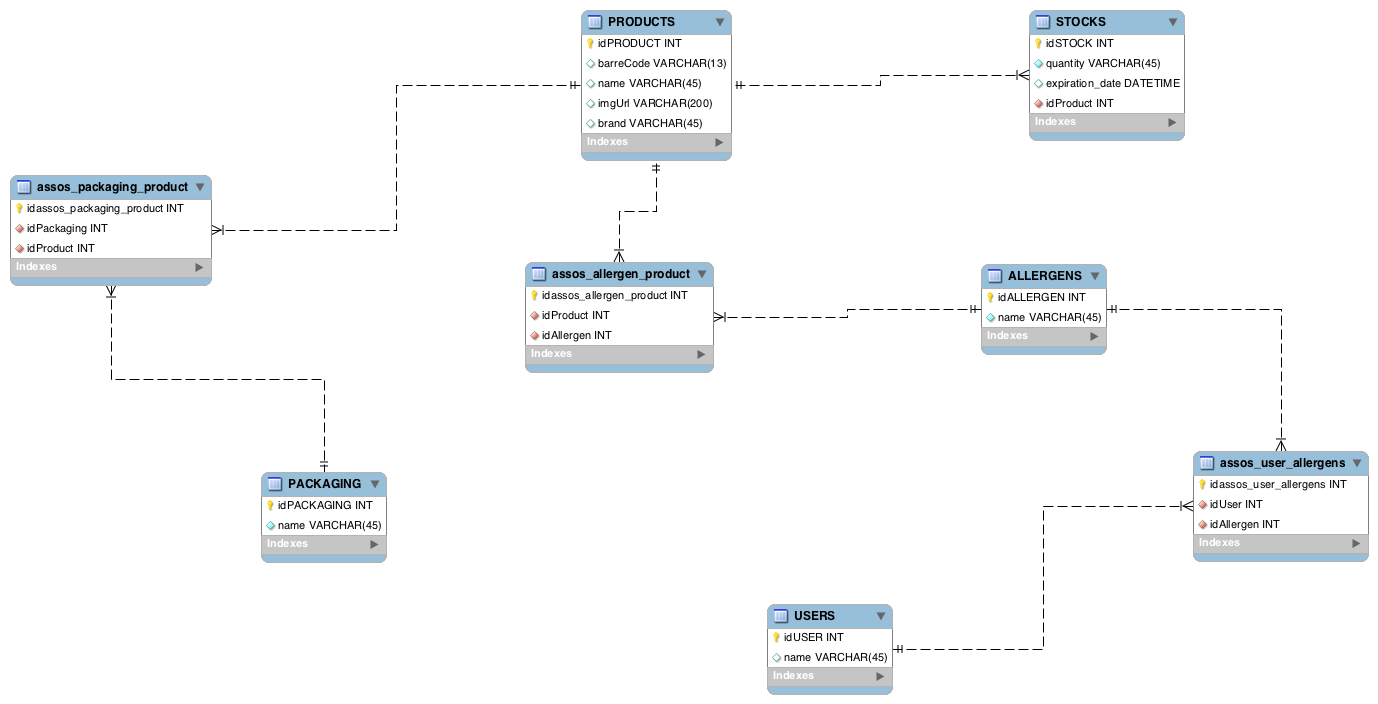 PRODUCTS
idPRODUCT INT
barreCode VARCHAR(13)
name VARCHAR(45)
imgUrl VARCHAR(200)
brand VARCHAR(45)
Indexes
STOCKS
idSTOCK INT
quantity VARCHAR(45)
expiration_date DATETIME
idProduct INT
Indexes
assos_packaging_product
idassos_packaging_product INT
idPackaging INT
idProduct INT
Indexes
assos_allergen_product
idassos_allergen_product INT
idProduct INT
idAllergen INT
Indexes
ALLERGENS
idALLERGEN INT
name VARCHAR(45)
Indexes
PACKAGING
idPACKAGING INT
name VARCHAR(45)
Indexes
assos_user_allergens
idassos_user_allergens INT
idUser INT
idAllergen INT
Indexes
USERS
idUSER INT
name VARCHAR(45)
Indexes